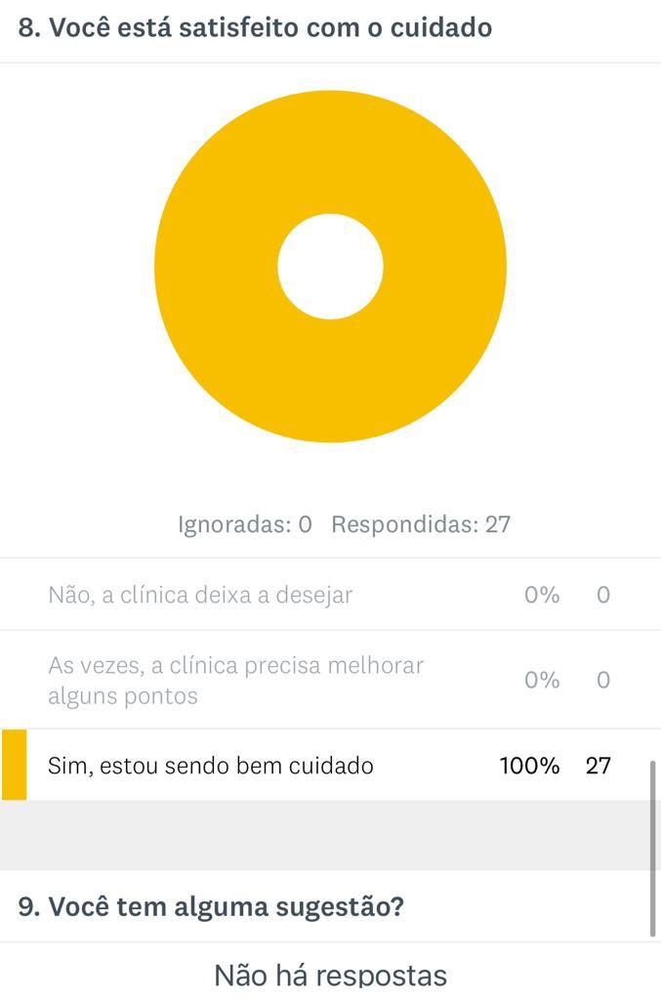 8. Você está satisfeito com o cuidado
Ignoradas: 0 Respondidas: 27
Não, a clínica deixa a desejar 0% 0
As vezes, a clínica precisa melhorar
alguns pontos 0% 0
Sim, estou sendo bem cuidado 100% 27
9. Você tem alguma sugestão?
Não há respostas